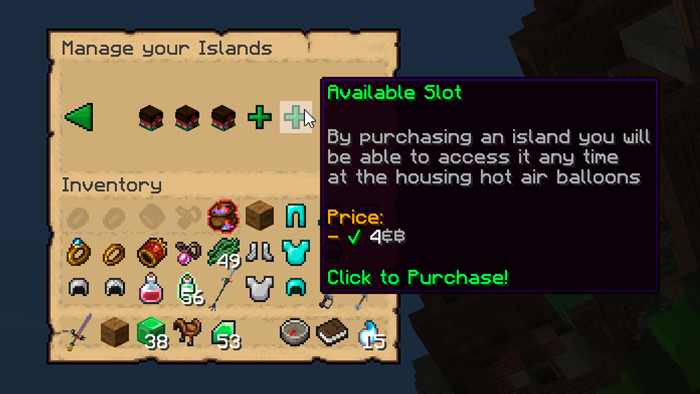 Manage your Islands
Available Slot
By purchasing an island you will
be able to access it any time
at the housing hot air balloons
Price:
- ✓ 4EB
Click to Purchase!
Inventory
49
56
38
53
15